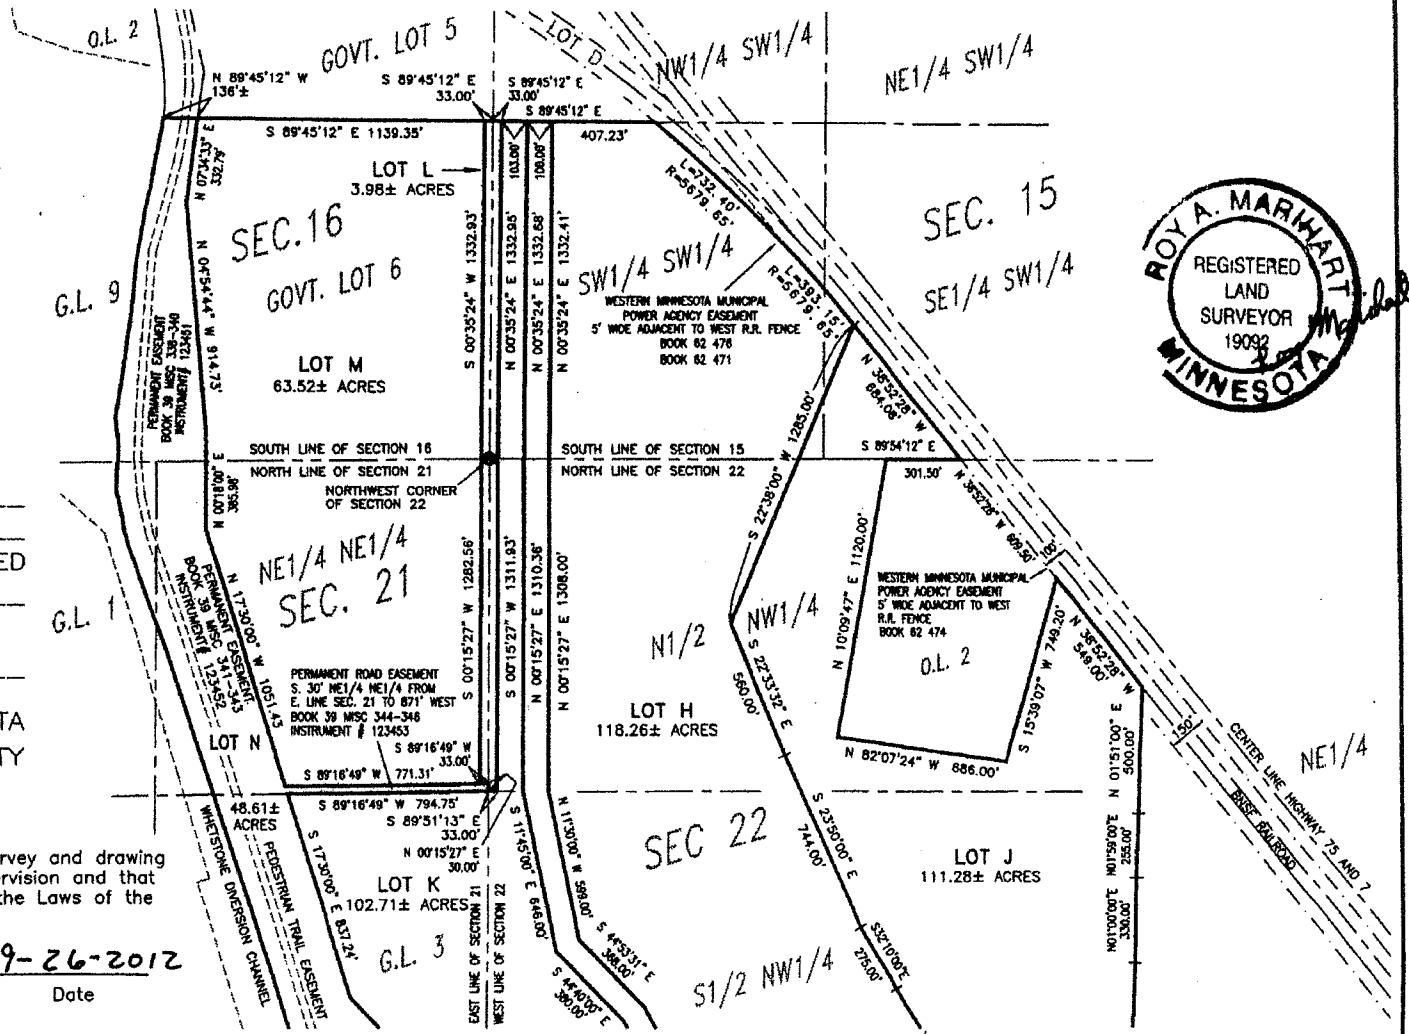 O.L. 2
GOVT. LOT 5
LOT D
NW1/4 SW1/4
NE1/4 SW1/4
N 89°45'12" W
136'±
S 89°45'12" E
33.00'
S 89°45'12" E
33.00'
S 89°45'12" E
S 89°45'12" E 1139.35'
407.23'
N 07°34'33" E
332.79'
LOT L
3.98± ACRES
103.00'
108.08'
L=732.40'
R=5679.65'
SEC. 15
SEC.16
GOVT. LOT 6
G.L. 9
N 04°54'44" W 914.73'
S 00°35'24" W 1332.93'
N 00°35'24" E 1332.95'
N 00°35'24" E 1332.68'
N 00°35'24" E 1332.41'
SW1/4 SW1/4
SE1/4 SW1/4
L=393.15'
R=5679.65'
WESTERN MINNESOTA MUNICIPAL
POWER AGENCY EASEMENT
5' WIDE ADJACENT TO WEST R.R. FENCE
BOOK 62 476
BOOK 62 471
ROY A. MARIHART
REGISTERED
LAND
SURVEYOR
19092
MINNESOTA
PERMANENT EASEMENT
BOOK 39 MISC 338-340
INSTRUMENT# 123451
LOT M
63.52± ACRES
N 38°52'28" W
684.08'
S 22°38'00" W 1285.00'
SOUTH LINE OF SECTION 16
NORTH LINE OF SECTION 21
SOUTH LINE OF SECTION 15
NORTH LINE OF SECTION 22
S 89°54'12" E
301.50'
NORTHWEST CORNER
OF SECTION 22
N 00°18'00" E
385.98'
N 38°52'28" W 609.50'
100'
NE1/4 NE1/4
SEC. 21
ED
G.L. 1
PERMANENT EASEMENT
BOOK 39 MISC 341-343
INSTRUMENT# 123452
N 17°30'00" W 1051.43
S 00°15'27" W 1282.56'
S 00°15'27" W 1311.93'
N 00°15'27" E 1310.36'
N 00°15'27" E 1308.00'
N1/2 NW1/4
N 10°09'47" E 1120.00'
WESTERN MINNESOTA MUNICIPAL
POWER AGENCY EASEMENT
5' WIDE ADJACENT TO WEST
R.R. FENCE
BOOK 62 474
O.L. 2
S 15°39'07" W 749.20'
N 38°52'28" W
549.00'
S 22°33'32" E
560.00'
PERMANENT ROAD EASEMENT
S. 30' NE1/4 NE1/4 FROM
E. LINE SEC. 21 TO 871' WEST
BOOK 39 MISC 344-346
INSTRUMENT # 123453
LOT H
118.26± ACRES
TA
TY
LOT N
48.61±
ACRES
S 89°16'49" W
33.00'
S 89°16'49" W 771.31'
S 89°16'49" W 794.75'
S 89°51'13" E
33.00'
N 00°15'27" E
30.00'
N 82°07'24" W 686.00'
N 01°51'00" E
500.00'
150'
CENTER LINE HIGHWAY 75 AND 7
BNSF RAILROAD
NE1/4
SEC 22
S 23°50'00" E
744.00'
LOT J
111.28± ACRES
N01°59'00"E
255.00'
N01°00'00"E
330.00'
rvey and drawing
ervision and that
the Laws of the
WHETSTONE DIVERSION CHANNEL
PEDESTRIAN TRAIL EASEMENT
S 17°30'00" E 837.24'
LOT K
102.71± ACRES
G.L. 3
EAST LINE OF SECTION 21
WEST LINE OF SECTION 22
S 11°45'00" E 646.00'
N 11°00'00" W 569.00'
S 44°53'31" E
368.00'
S 44°40'00" E
380.00'
S32°10'00"E
275.00'
S1/2 NW1/4
9-26-2012
Date